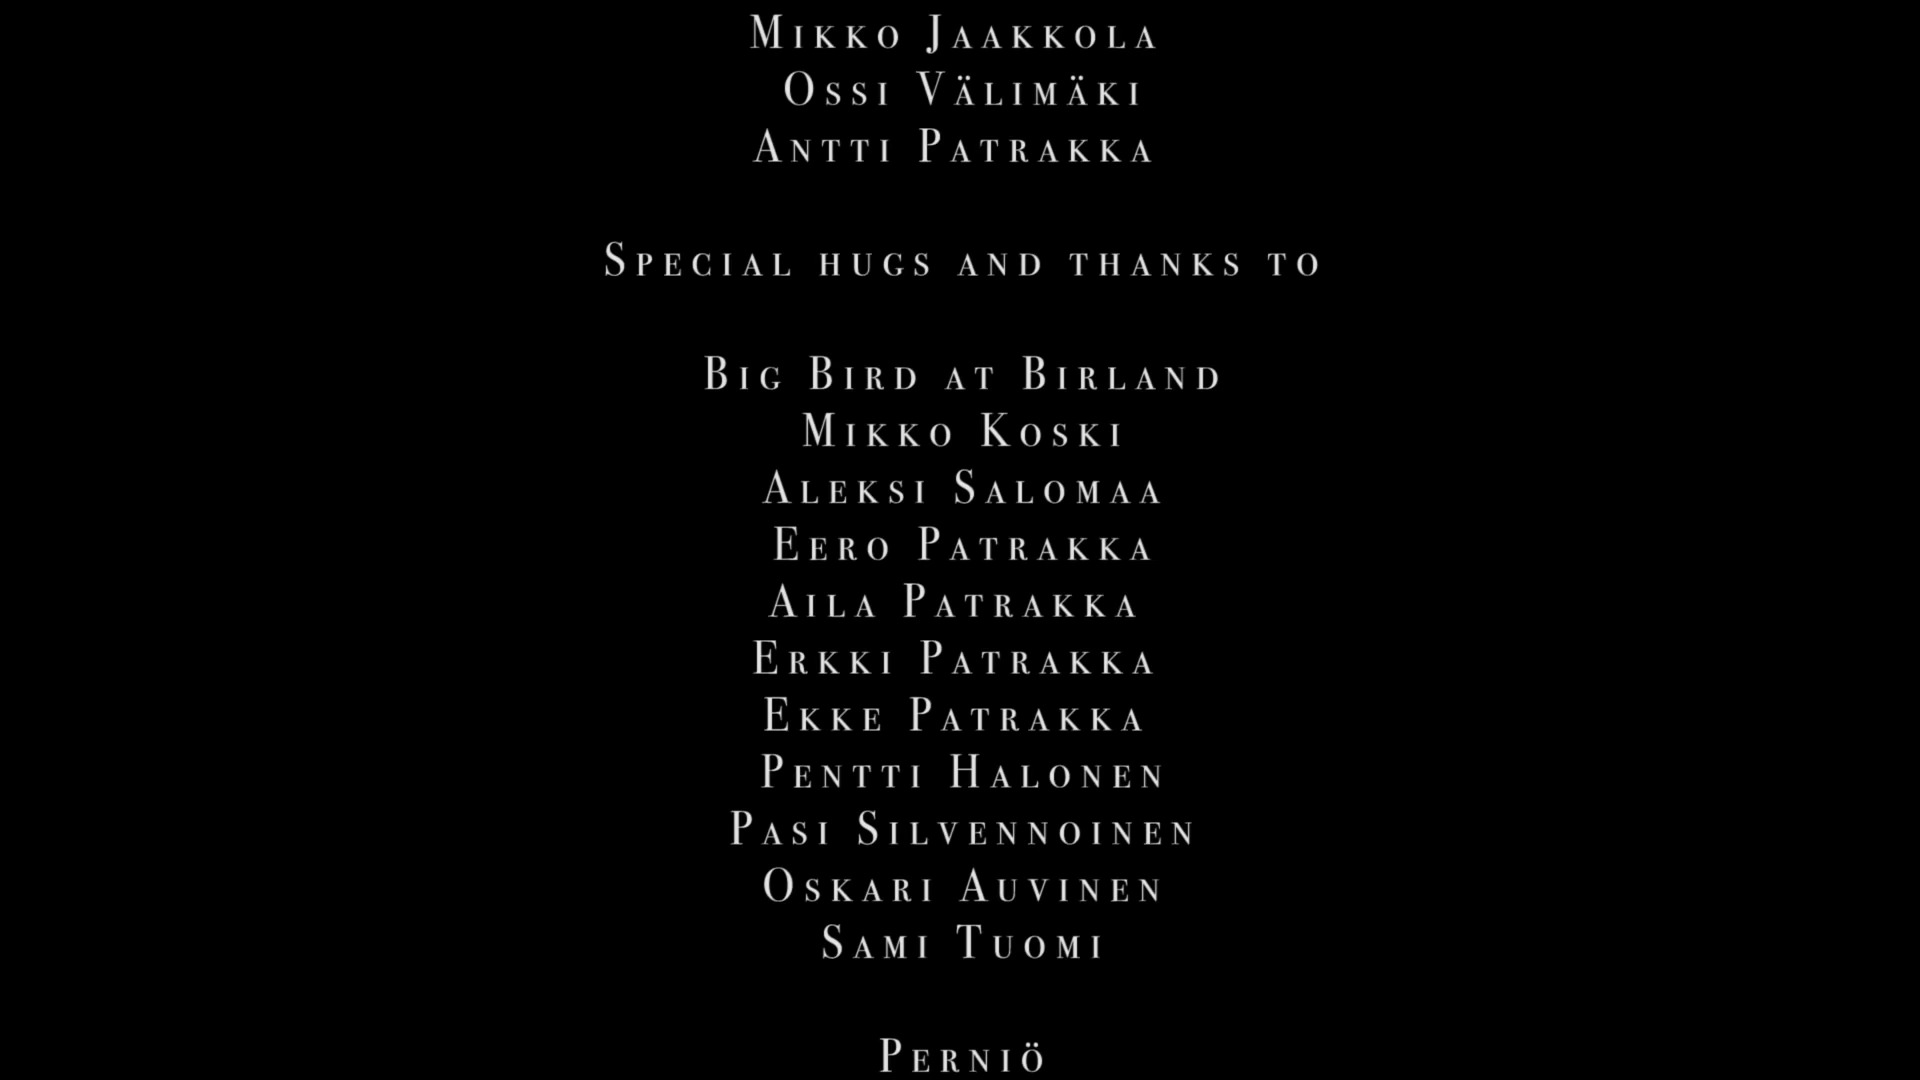 Mikko Jaakkola
Ossi Välimäki
Antti Patrakka
Special hugs and thanks to
Big Bird at Birland
Mikko Koski
Aleksi Salomaa
Eero Patrakka
Aila Patrakka
Erkki Patrakka
Ekke Patrakka
Pentti Halonen
Pasi Silvennoinen
Oskari Auvinen
Sami Tuomi
Perniö